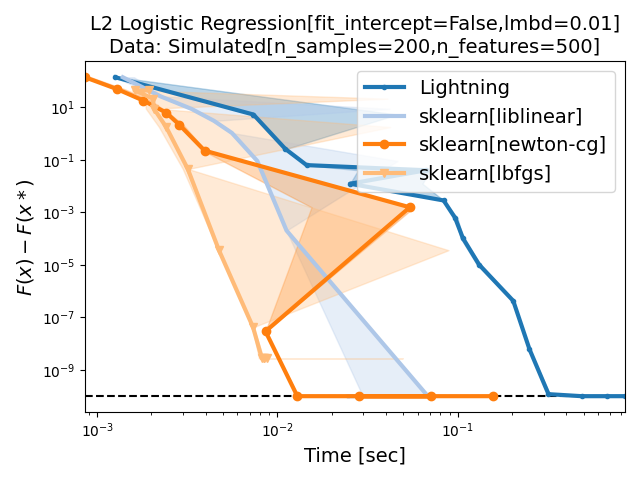 L2 Logistic Regression[fit_intercept=False,lmbd=0.01]
Data: Simulated[n_samples=200,n_features=500]
Lightning
sklearn[liblinear]
sklearn[newton-cg]
sklearn[lbfgs]
F(x) − F(x*)
10¹
10⁻¹
10⁻³
10⁻⁵
10⁻⁷
10⁻⁹
10⁻³
10⁻²
10⁻¹
Time [sec]